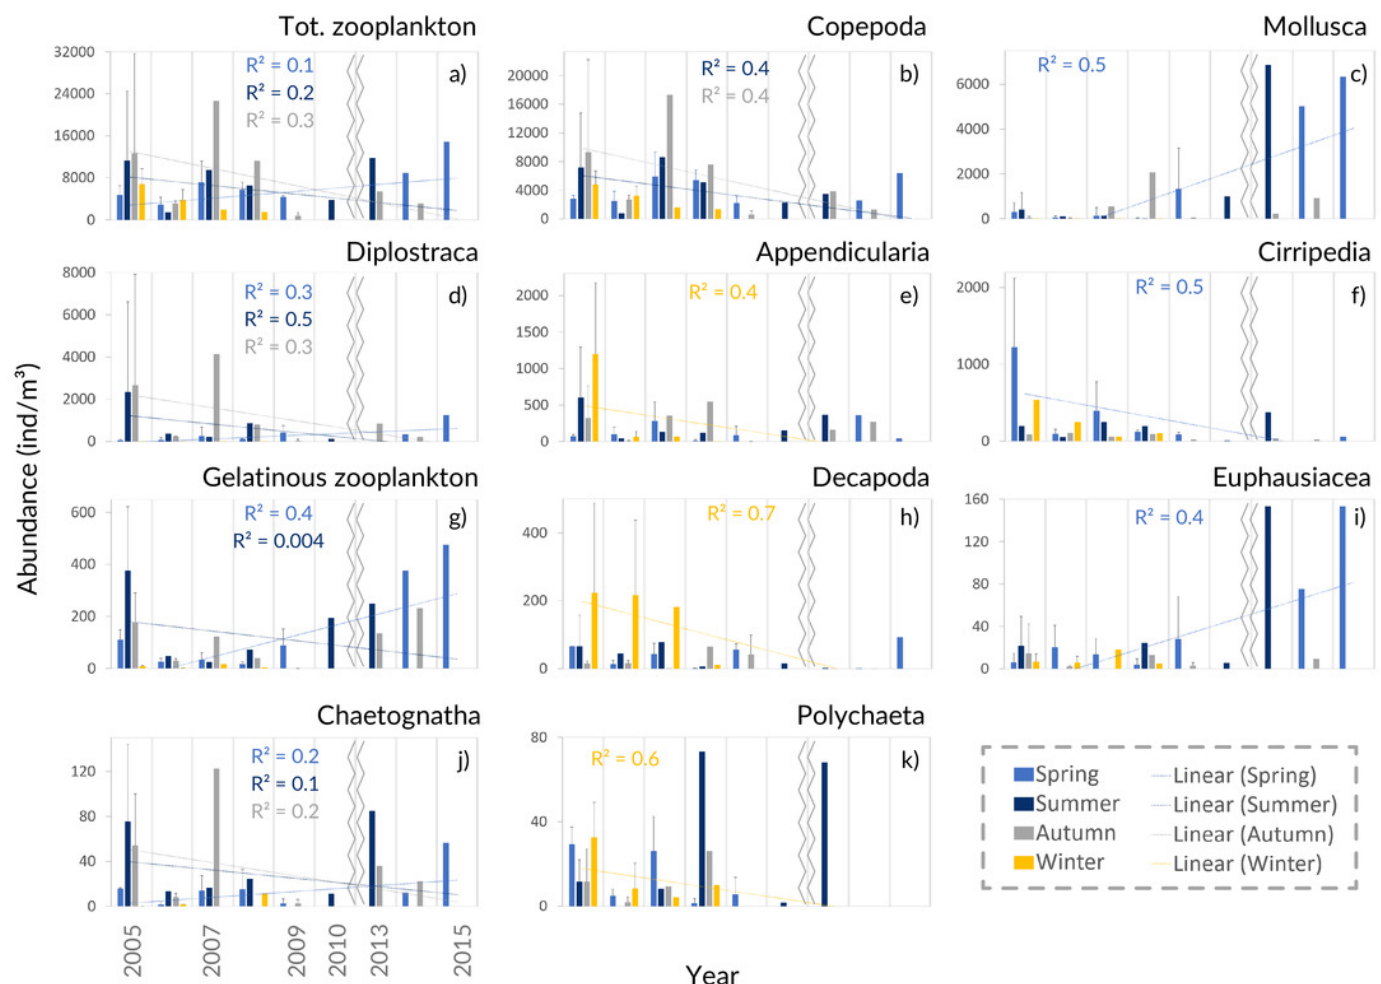 Tot. zooplankton
Copepoda
Mollusca
32000
24000
16000
8000
0
R² = 0.1
R² = 0.2
R² = 0.3
a)
20000
16000
12000
8000
4000
0
R² = 0.4
R² = 0.4
b)
6000
4000
2000
0
R² = 0.5
c)
Diplostraca
Appendicularia
Cirripedia
8000
6000
4000
2000
0
R² = 0.3
R² = 0.5
R² = 0.3
d)
2000
1500
1000
500
0
R² = 0.4
e)
2000
1000
0
R² = 0.5
f)
Abundance (ind/m³)
Gelatinous zooplankton
Decapoda
Euphausiacea
600
400
200
0
R² = 0.4
R² = 0.004
g)
400
200
0
R² = 0.7
h)
160
120
80
40
0
R² = 0.4
i)
Chaetognatha
Polychaeta
120
80
40
0
R² = 0.2
R² = 0.1
R² = 0.2
j)
80
40
0
R² = 0.6
k)
Spring
Summer
Autumn
Winter
Linear (Spring)
Linear (Summer)
Linear (Autumn)
Linear (Winter)
2005
2007
2009
2010
2013
2015
Year